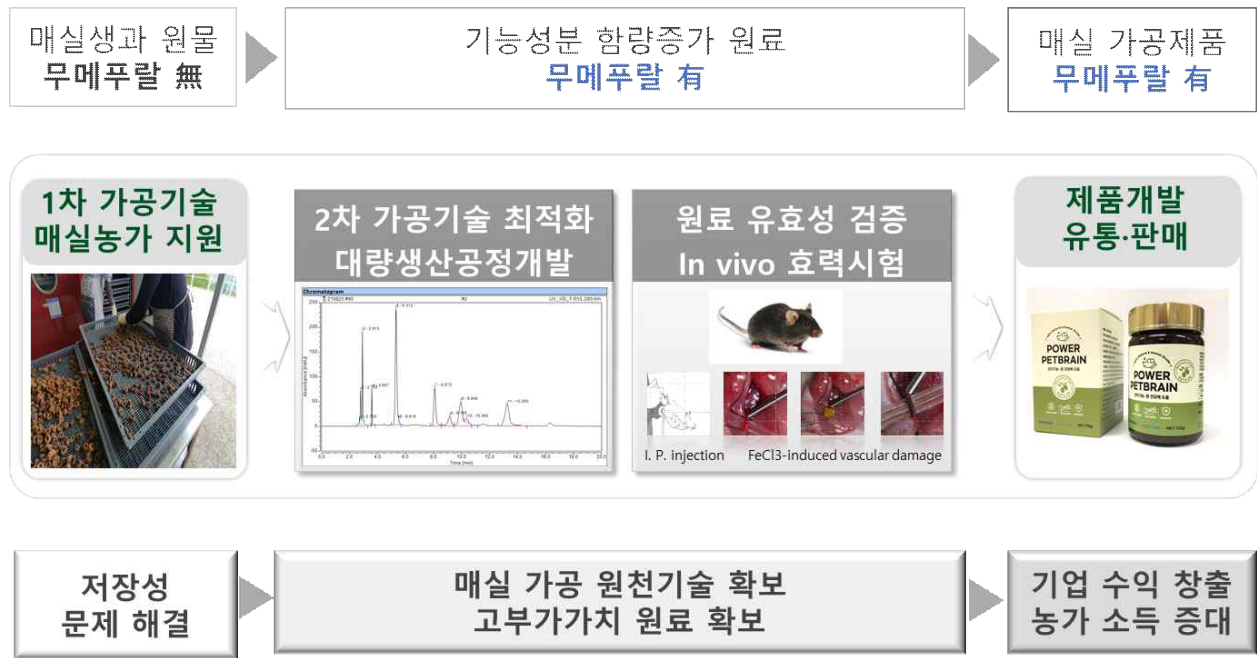 매실생과 원물
무메푸랄 無
기능성분 함량증가 원료
무메푸랄 有
매실 가공제품
무메푸랄 有
1차 가공기술
매실농가 지원
2차 가공기술 최적화
대량생산공정개발
Chromatogram
Time [min]
원료 유효성 검증
In vivo 효력시험
I. P. injection
FeCl3-induced vascular damage
제품개발
유통·판매
POWER
PETBRAIN
POWER
PETBRAIN
저장성
문제 해결
매실 가공 원천기술 확보
고부가가치 원료 확보
기업 수익 창출
농가 소득 증대